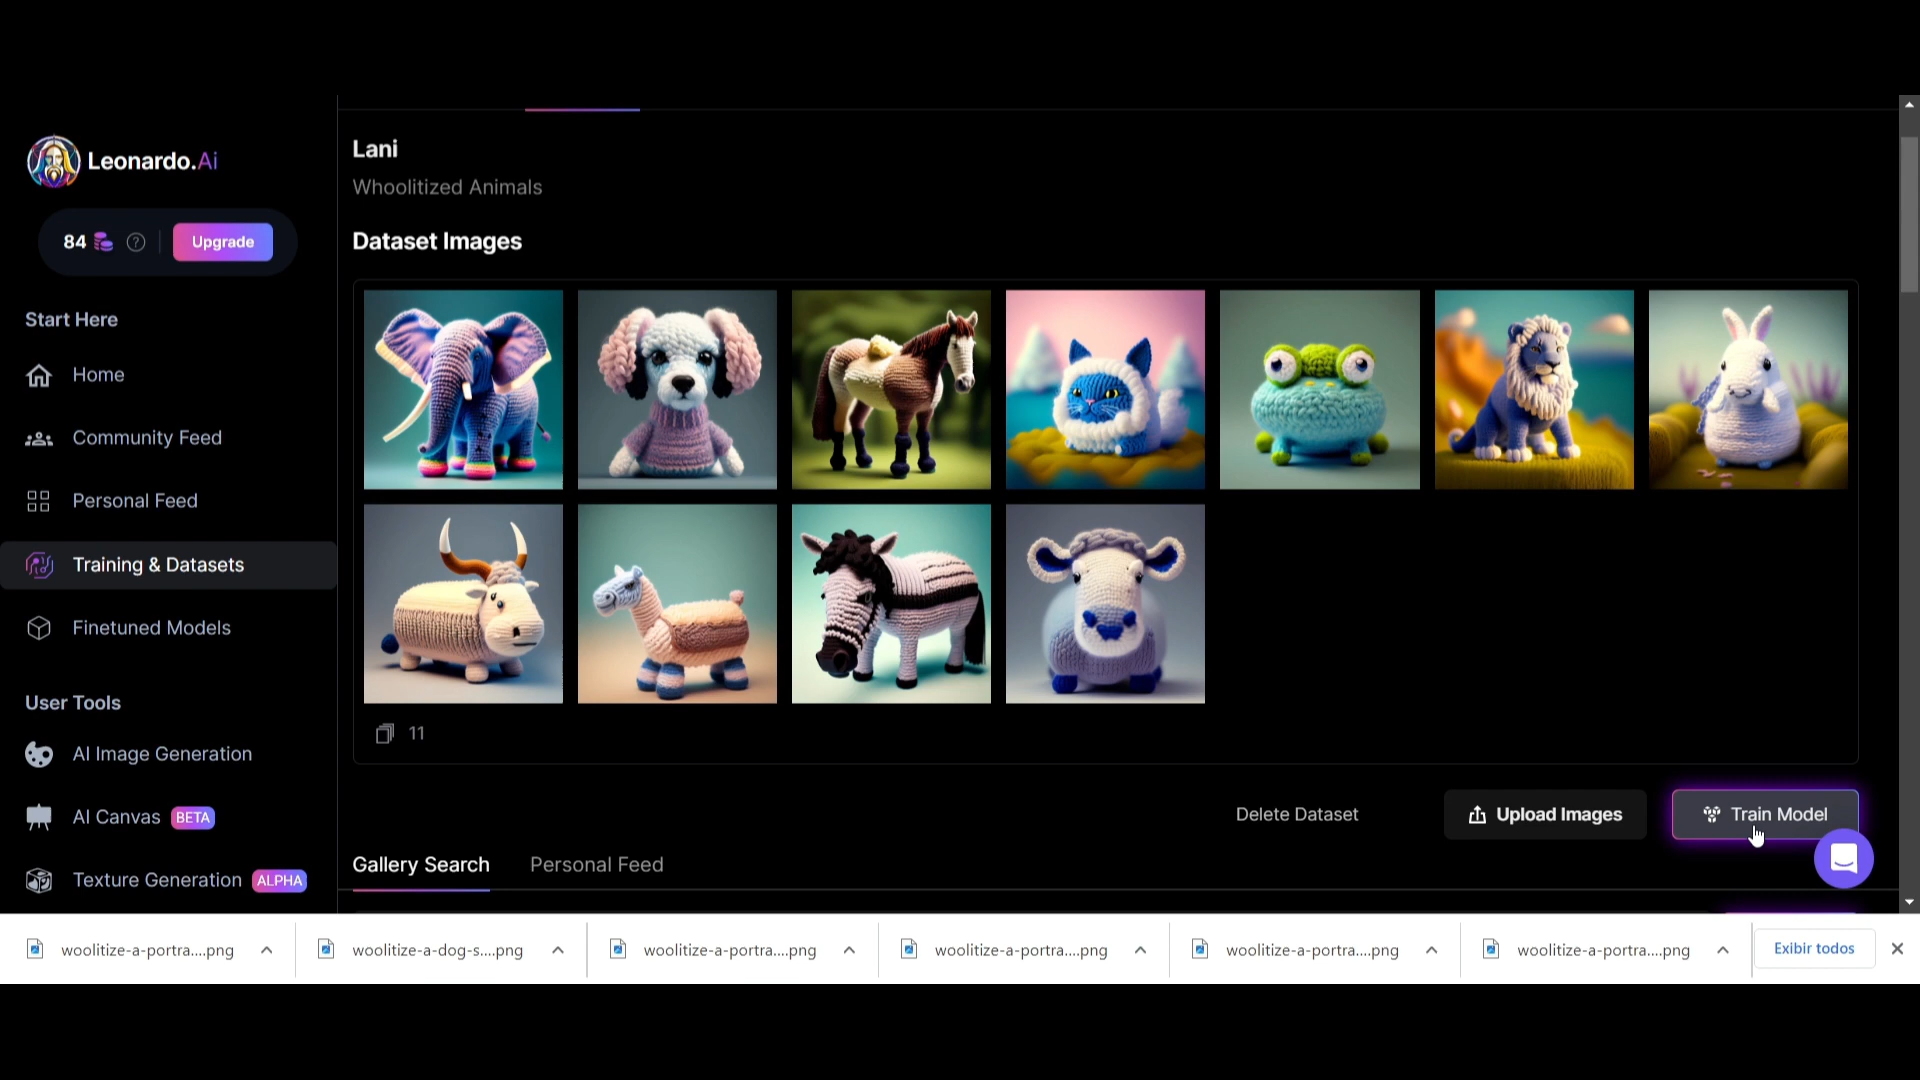 Leonardo.Ai
84
Upgrade
Start Here
Home
Community Feed
Personal Feed
Training & Datasets
Finetuned Models
User Tools
AI Image Generation
AI Canvas BETA
Texture Generation ALPHA
Lani
Whoolitized Animals
Dataset Images
11
Delete Dataset
Upload Images
Train Model
Gallery Search
Personal Feed
woolitize-a-portra....png
woolitize-a-dog-s....png
woolitize-a-portra....png
woolitize-a-portra....png
woolitize-a-portra....png
woolitize-a-portra....png
Exibir todos